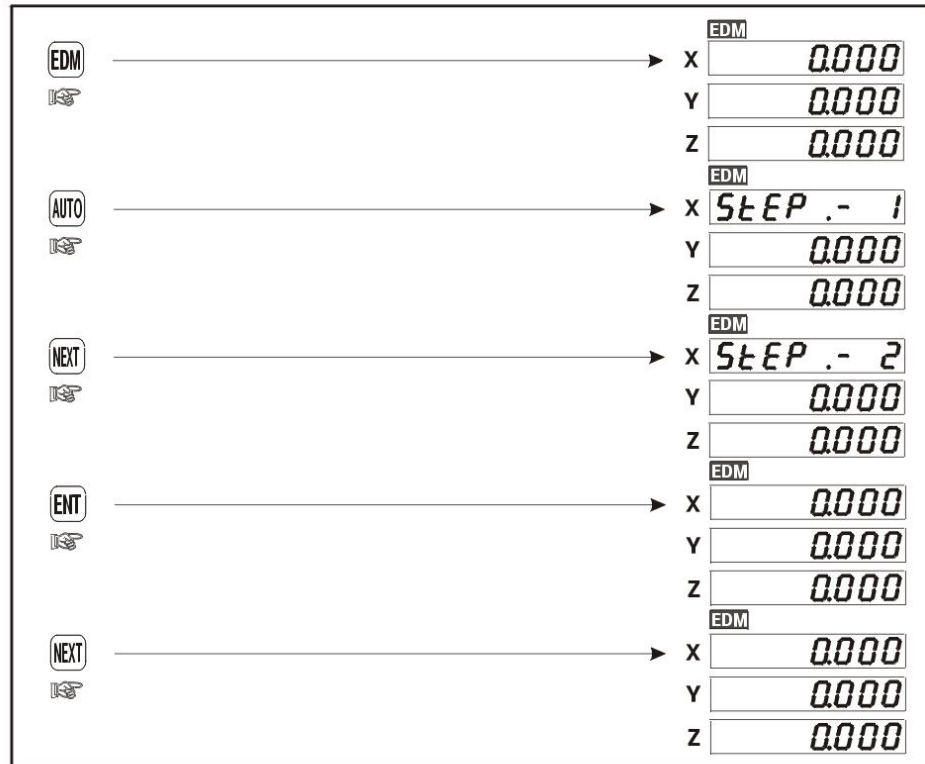 EDM
EDM
X 0.000
Y 0.000
Z 0.000
EDM
AUTO
X StEP .- 1
Y 0.000
Z 0.000
EDM
NEXT
X StEP .- 2
Y 0.000
Z 0.000
EDM
ENT
X 0.000
Y 0.000
Z 0.000
EDM
NEXT
X 0.000
Y 0.000
Z 0.000